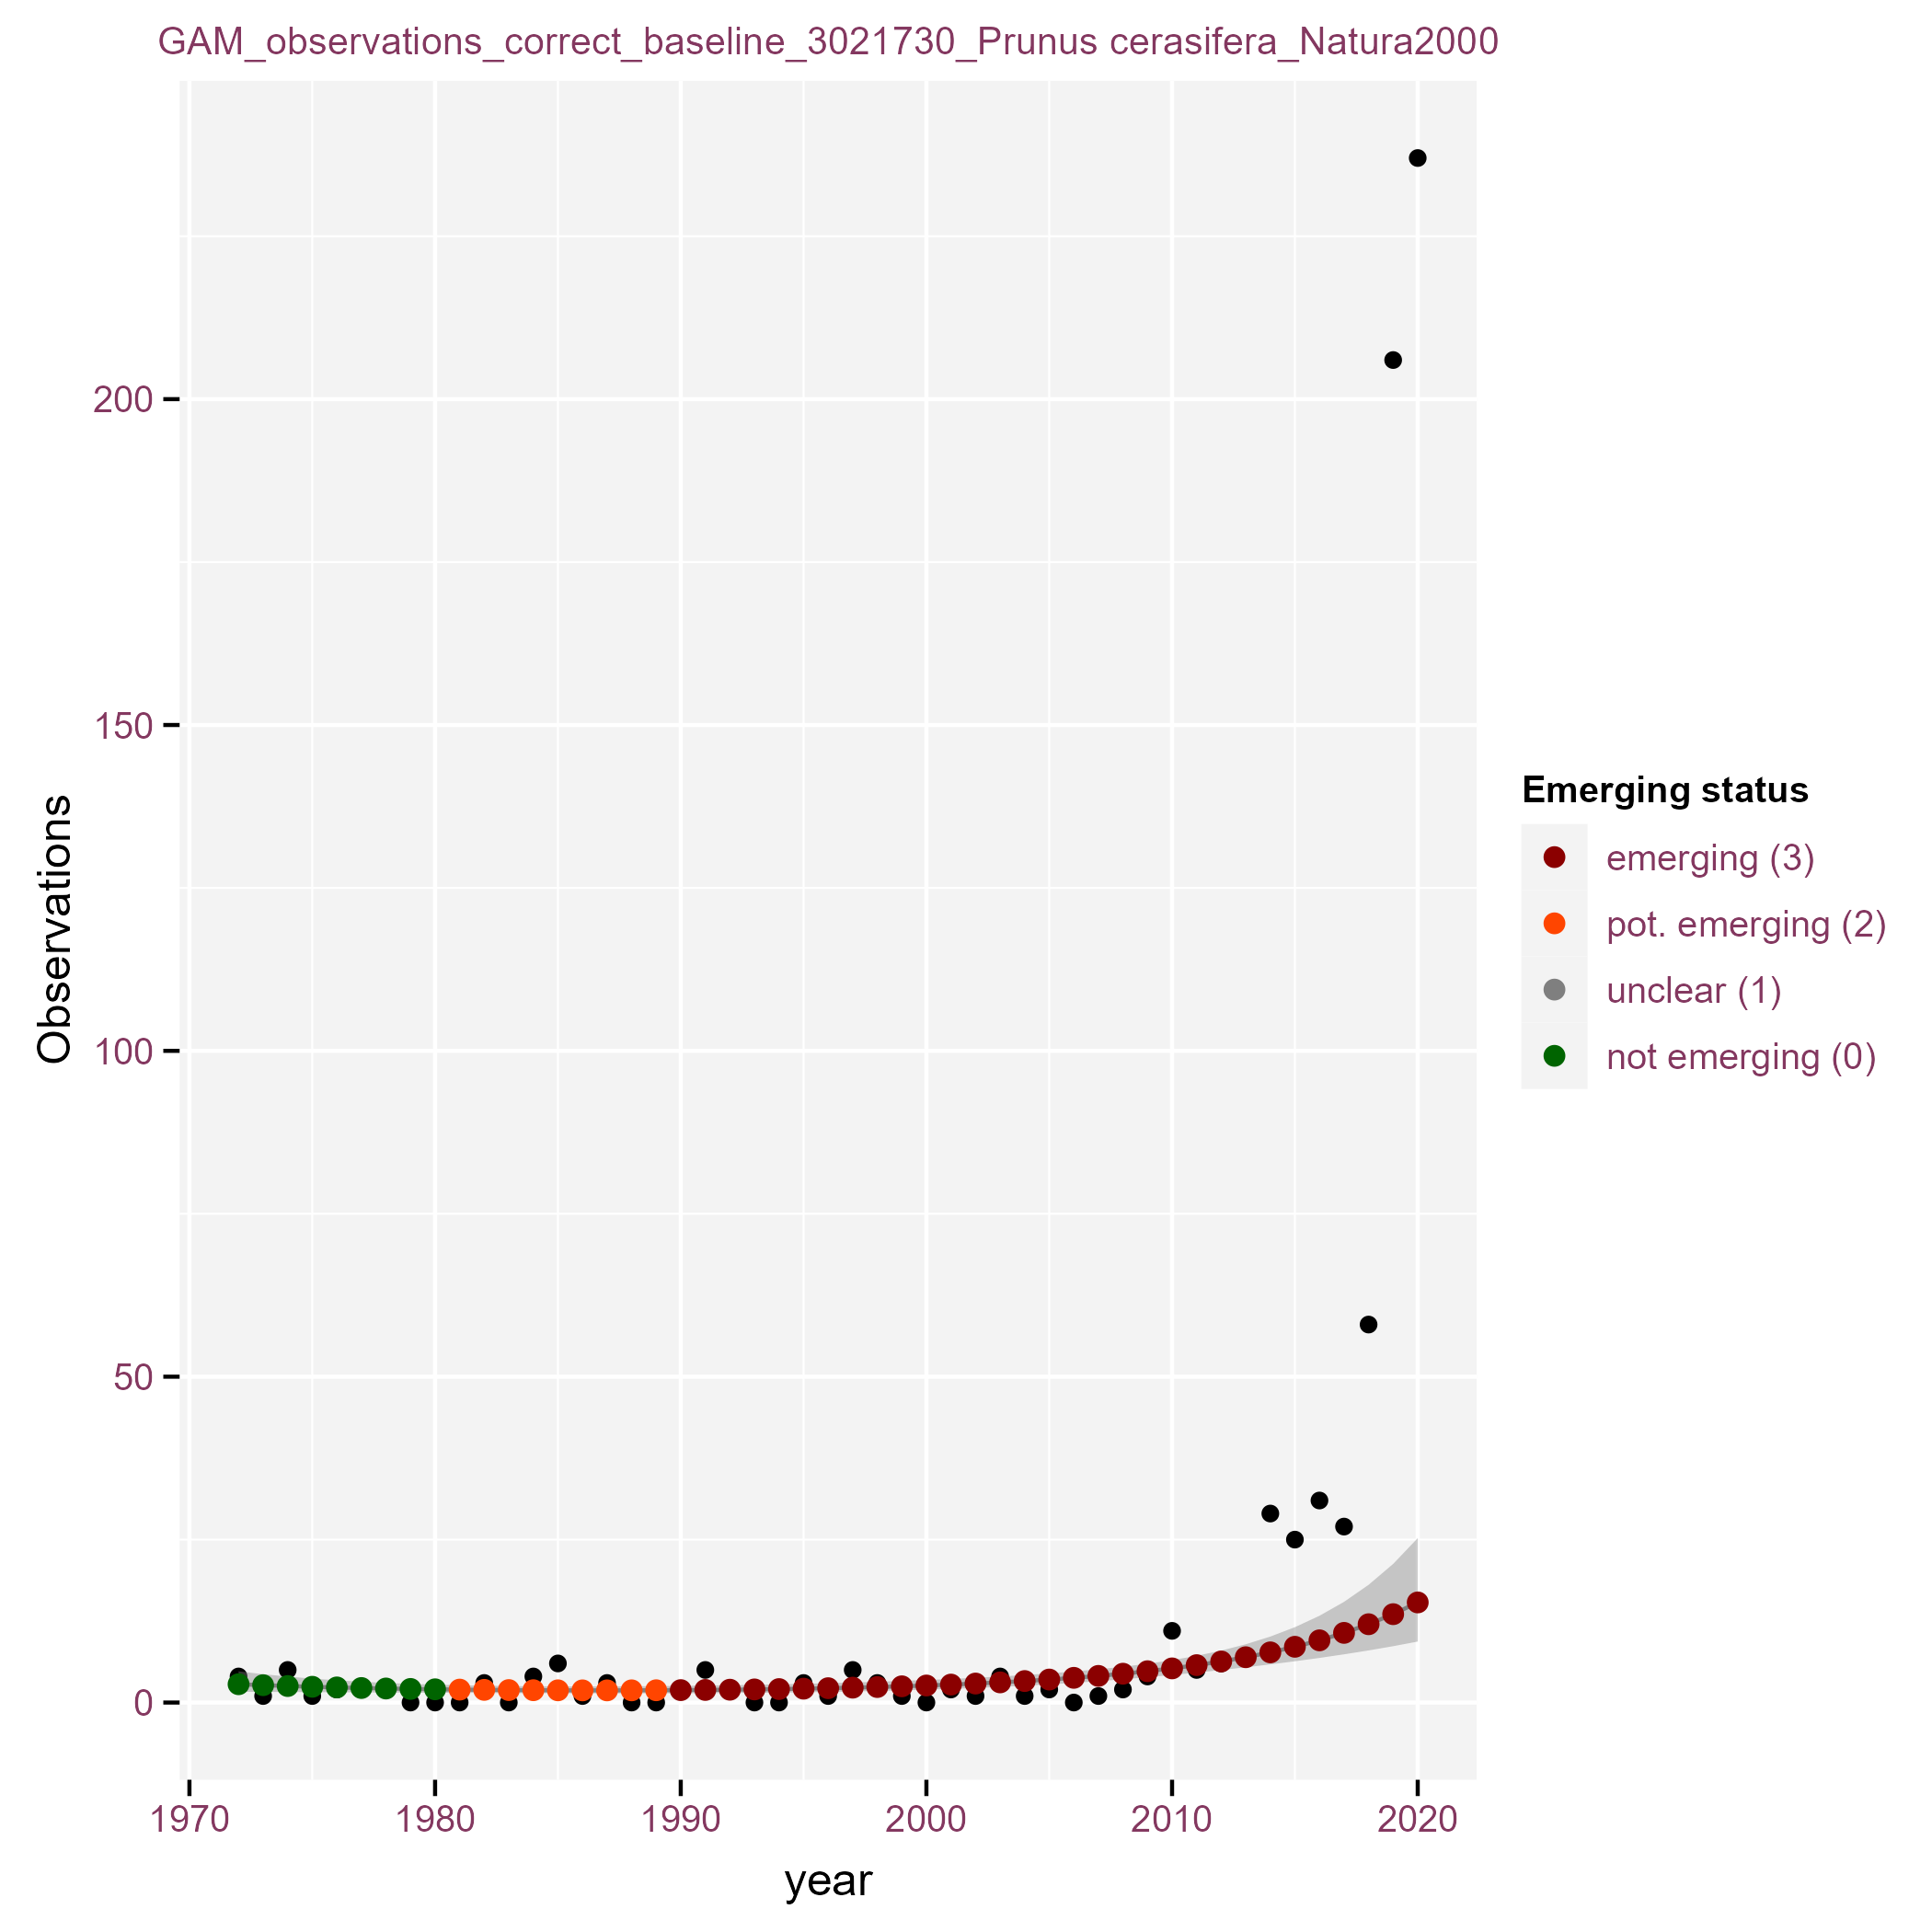 GAM_observations_correct_baseline_3021730_Prunus cerasifera_Natura2000
Observations
200
150
100
50
0
1970 1980 1990 2000 2010 2020
year
Emerging status
emerging (3)
pot. emerging (2)
unclear (1)
not emerging (0)